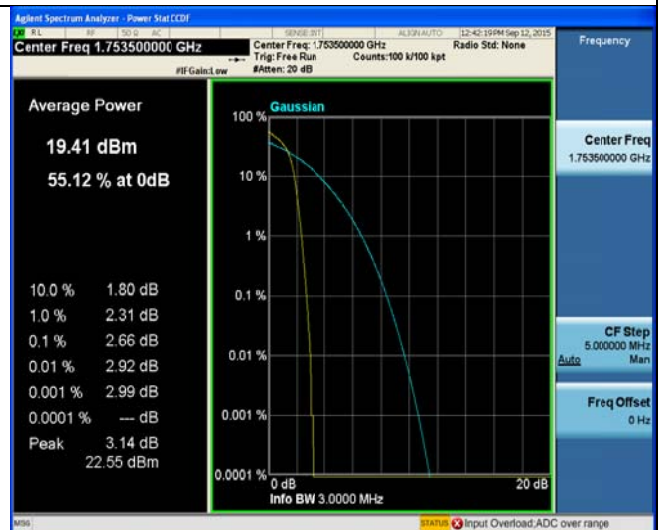 Agilent Spectrum Analyzer - Power Stat CCDF
RL RF 50 Ω AC SENSE:INT ALIGN AUTO 12:42:19 PM Sep 12, 2015
Center Freq 1.753500000 GHz
Center Freq: 1.753500000 GHz Radio Std: None
Trig: Free Run Counts:100 k/100 kpt
#IFGain:Low #Atten: 20 dB
Frequency
Average Power
19.41 dBm
55.12 % at 0dB
10.0 % 1.80 dB
1.0 % 2.31 dB
0.1 % 2.66 dB
0.01 % 2.92 dB
0.001 % 2.99 dB
0.0001 % --- dB
Peak 3.14 dB
22.55 dBm
Gaussian
100 %
10 %
1 %
0.1 %
0.01 %
0.001 %
0.0001 %
0 dB 20 dB
Info BW 3.0000 MHz
Center Freq
1.753500000 GHz
CF Step
5.000000 MHz
Auto Man
Freq Offset
0 Hz
MSG STATUS Input Overload;ADC over range